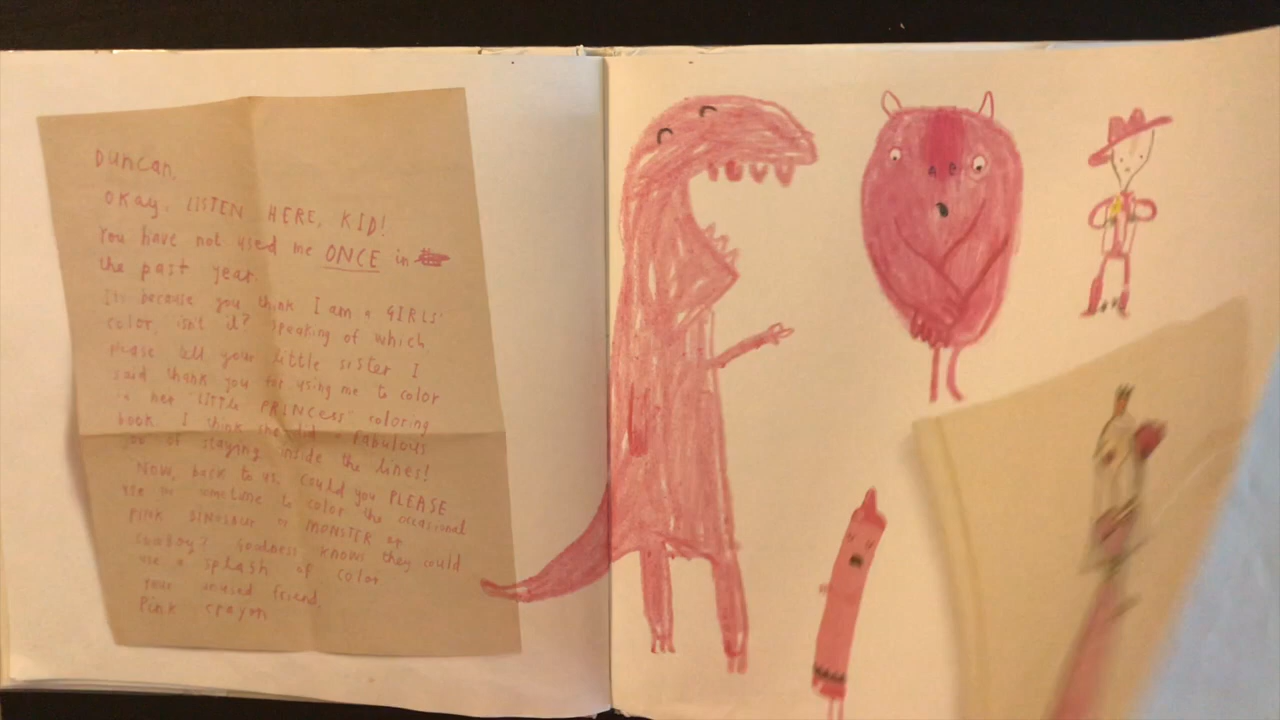 Duncan,
Okay, LISTEN HERE, KID!
You have not used me ONCE in
the past year.
It's because you think I am a GIRLS'
color, isn't it? Speaking of which
please tell your little sister I
said thank you for using me to color
in her "LITTLE PRINCESS" coloring
book. I think she did a fabulous
job of staying inside the lines!
Now, back to us. Could you PLEASE
use me sometime to color the occasional
PINK DINOSAUR or MONSTER or
cowboy? Goodness knows they could
use a splash of color
Your unused friend,
Pink crayon